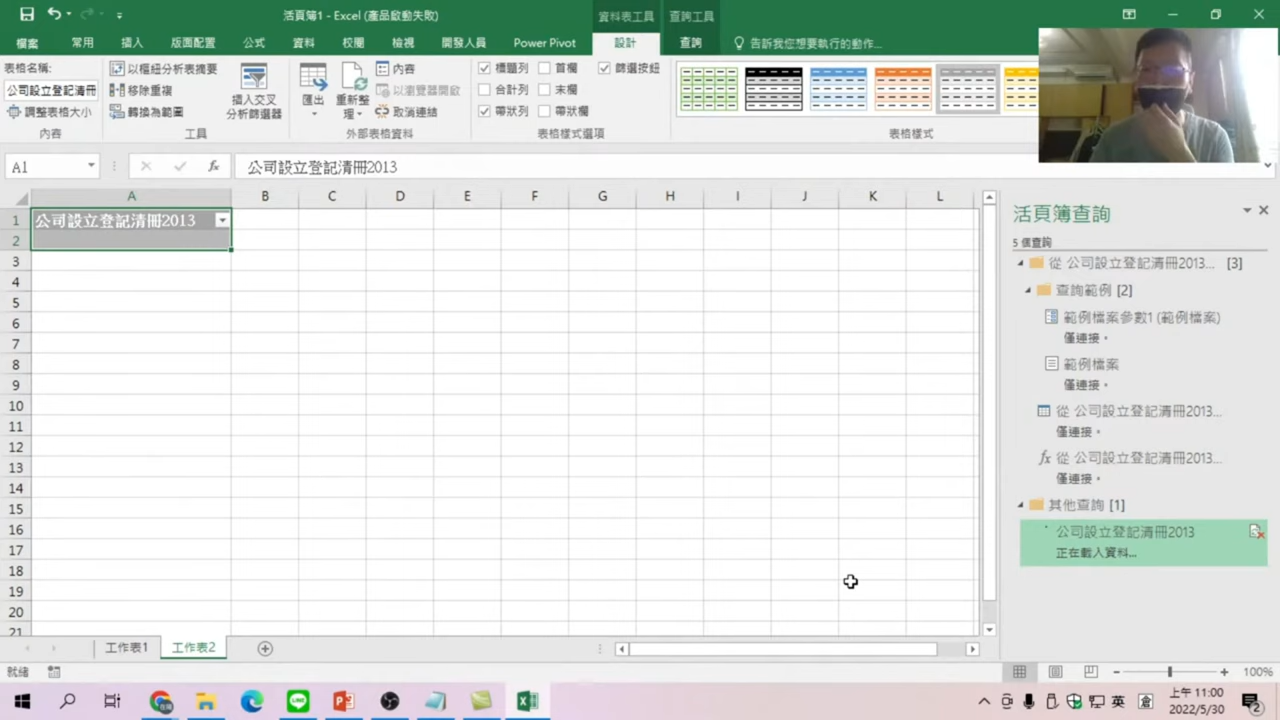 活頁簿1 - Excel (產品啟動失敗)
資料表工具
查詢工具
檔案
常用
插入
版面配置
公式
資料
校閱
檢視
開發人員
Power Pivot
設計
查詢
告訴我您想要執行的動作...
表格名稱:
公司設立登記清冊
調整表格大小
內容
以樞紐分析表摘要
移除重複
轉換為範圍
工具
插入交叉
分析篩選器
匯出
重新整
理
內容
以瀏覽器開啟
取消連結
外部表格資料
標題列
首欄
篩選按鈕
合計列
末欄
帶狀列
帶狀欄
表格樣式選項
表格樣式
A1
fx
公司設立登記清冊2013
A B C D E F G H I J K L
1 公司設立登記清冊2013
2
3
4
5
6
7
8
9
10
11
12
13
14
15
16
17
18
19
20
21
活頁簿查詢
5 個查詢
從 公司設立登記清冊2013... [3]
查詢範例 [2]
範例檔案參數1 (範例檔案)
僅連接。
範例檔案
僅連接。
從 公司設立登記清冊2013...
僅連接。
fx 從 公司設立登記清冊2013...
僅連接。
其他查詢 [1]
公司設立登記清冊2013
正在載入資料...
工作表1
工作表2
就緒
100%
英
倉
上午 11:00
2022/5/30
2